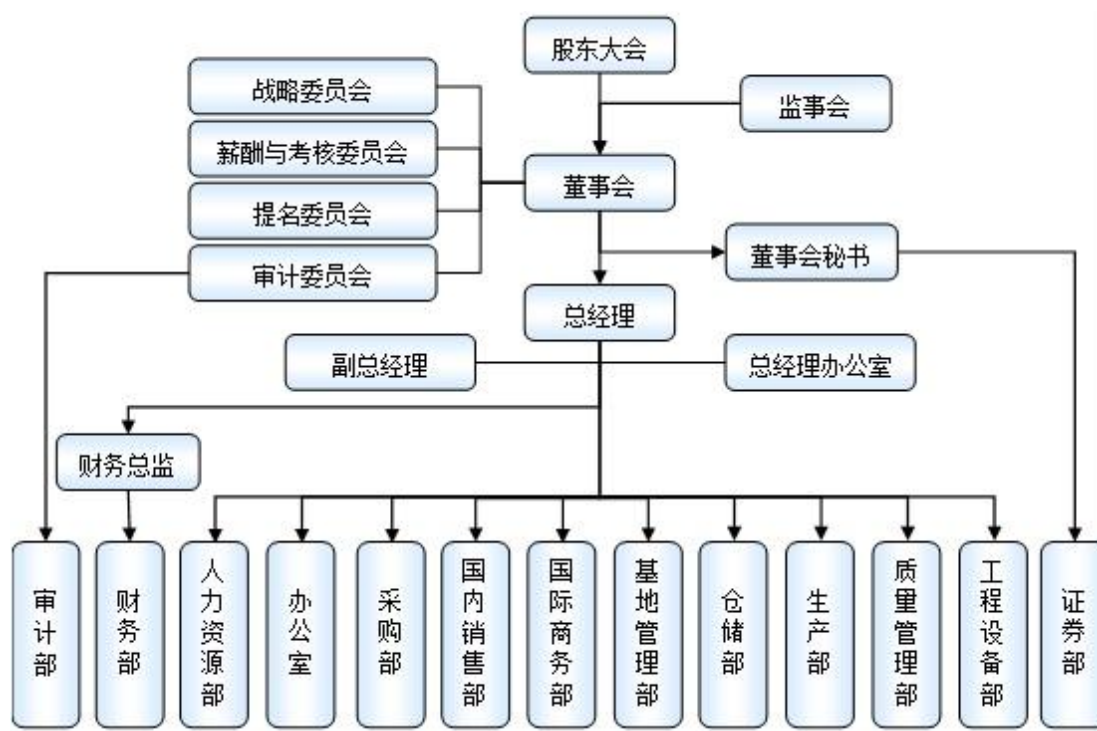 股东大会
战略委员会
监事会
薪酬与考核委员会
董事会
提名委员会
董事会秘书
审计委员会
总经理
副总经理
总经理办公室
财务总监
审计部
财务部
人力资源部
办公室
采购部
国内销售部
国际商务部
基地管理部
仓储部
生产部
质量管理部
工程设备部
证券部